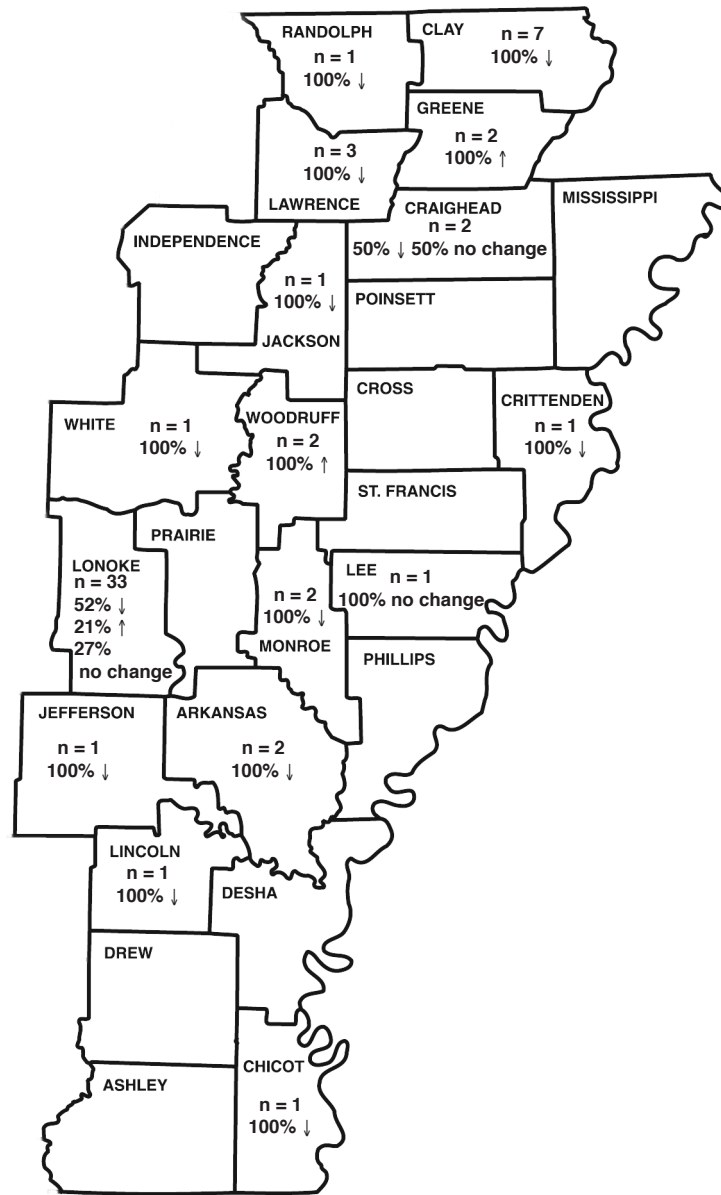 RANDOLPH
n = 1
100% ↓
CLAY
n = 7
100% ↓
GREENE
n = 2
100% ↑
n = 3
100% ↓
LAWRENCE
CRAIGHEAD
n = 2
50% ↓ 50% no change
MISSISSIPPI
INDEPENDENCE
n = 1
100% ↓
JACKSON
POINSETT
WHITE
n = 1
100% ↓
WOODRUFF
n = 2
100% ↑
CROSS
CRITTENDEN
n = 1
100% ↓
ST. FRANCIS
PRAIRIE
LONOKE
n = 33
52% ↓
21% ↑
27%
no change
n = 2
100% ↓
MONROE
LEE
n = 1
100% no change
PHILLIPS
JEFFERSON
n = 1
100% ↓
ARKANSAS
n = 2
100% ↓
LINCOLN
n = 1
100% ↓
DESHA
DREW
ASHLEY
CHICOT
n = 1
100% ↓